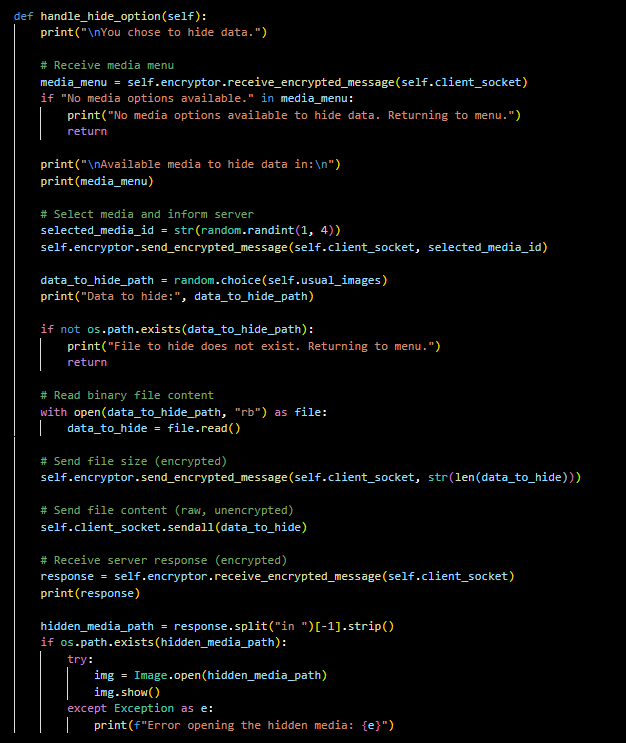 def handle_hide_option(self):
    print("\nYou chose to hide data.")

    # Receive media menu
    media_menu = self.encryptor.receive_encrypted_message(self.client_socket)
    if "No media options available." in media_menu:
        print("No media options available to hide data. Returning to menu.")
        return

    print("\nAvailable media to hide data in:\n")
    print(media_menu)

    # Select media and inform server
    selected_media_id = str(random.randint(1, 4))
    self.encryptor.send_encrypted_message(self.client_socket, selected_media_id)

    data_to_hide_path = random.choice(self.usual_images)
    print("Data to hide:", data_to_hide_path)

    if not os.path.exists(data_to_hide_path):
        print("File to hide does not exist. Returning to menu.")
        return

    # Read binary file content
    with open(data_to_hide_path, "rb") as file:
        data_to_hide = file.read()

    # Send file size (encrypted)
    self.encryptor.send_encrypted_message(self.client_socket, str(len(data_to_hide)))

    # Send file content (raw, unencrypted)
    self.client_socket.sendall(data_to_hide)

    # Receive server response (encrypted)
    response = self.encryptor.receive_encrypted_message(self.client_socket)
    print(response)

    hidden_media_path = response.split("in ")[-1].strip()
    if os.path.exists(hidden_media_path):
        try:
            img = Image.open(hidden_media_path)
            img.show()
        except Exception as e:
            print(f"Error opening the hidden media: {e}")